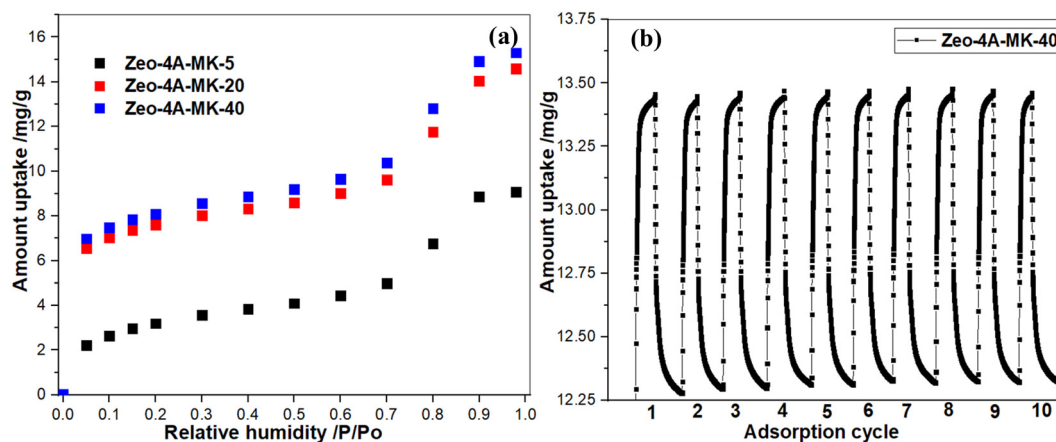 (a)
Zeo-4A-MK-5
Zeo-4A-MK-20
Zeo-4A-MK-40
Amount uptake /mg/g
16
14
12
10
8
6
4
2
0
0.0 0.1 0.2 0.3 0.4 0.5 0.6 0.7 0.8 0.9 1.0
Relative humidity /P/Po
(b)
Zeo-4A-MK-40
Amount uptake /mg/g
13.75
13.50
13.25
13.00
12.75
12.50
12.25
1 2 3 4 5 6 7 8 9 10
Adsorption cycle